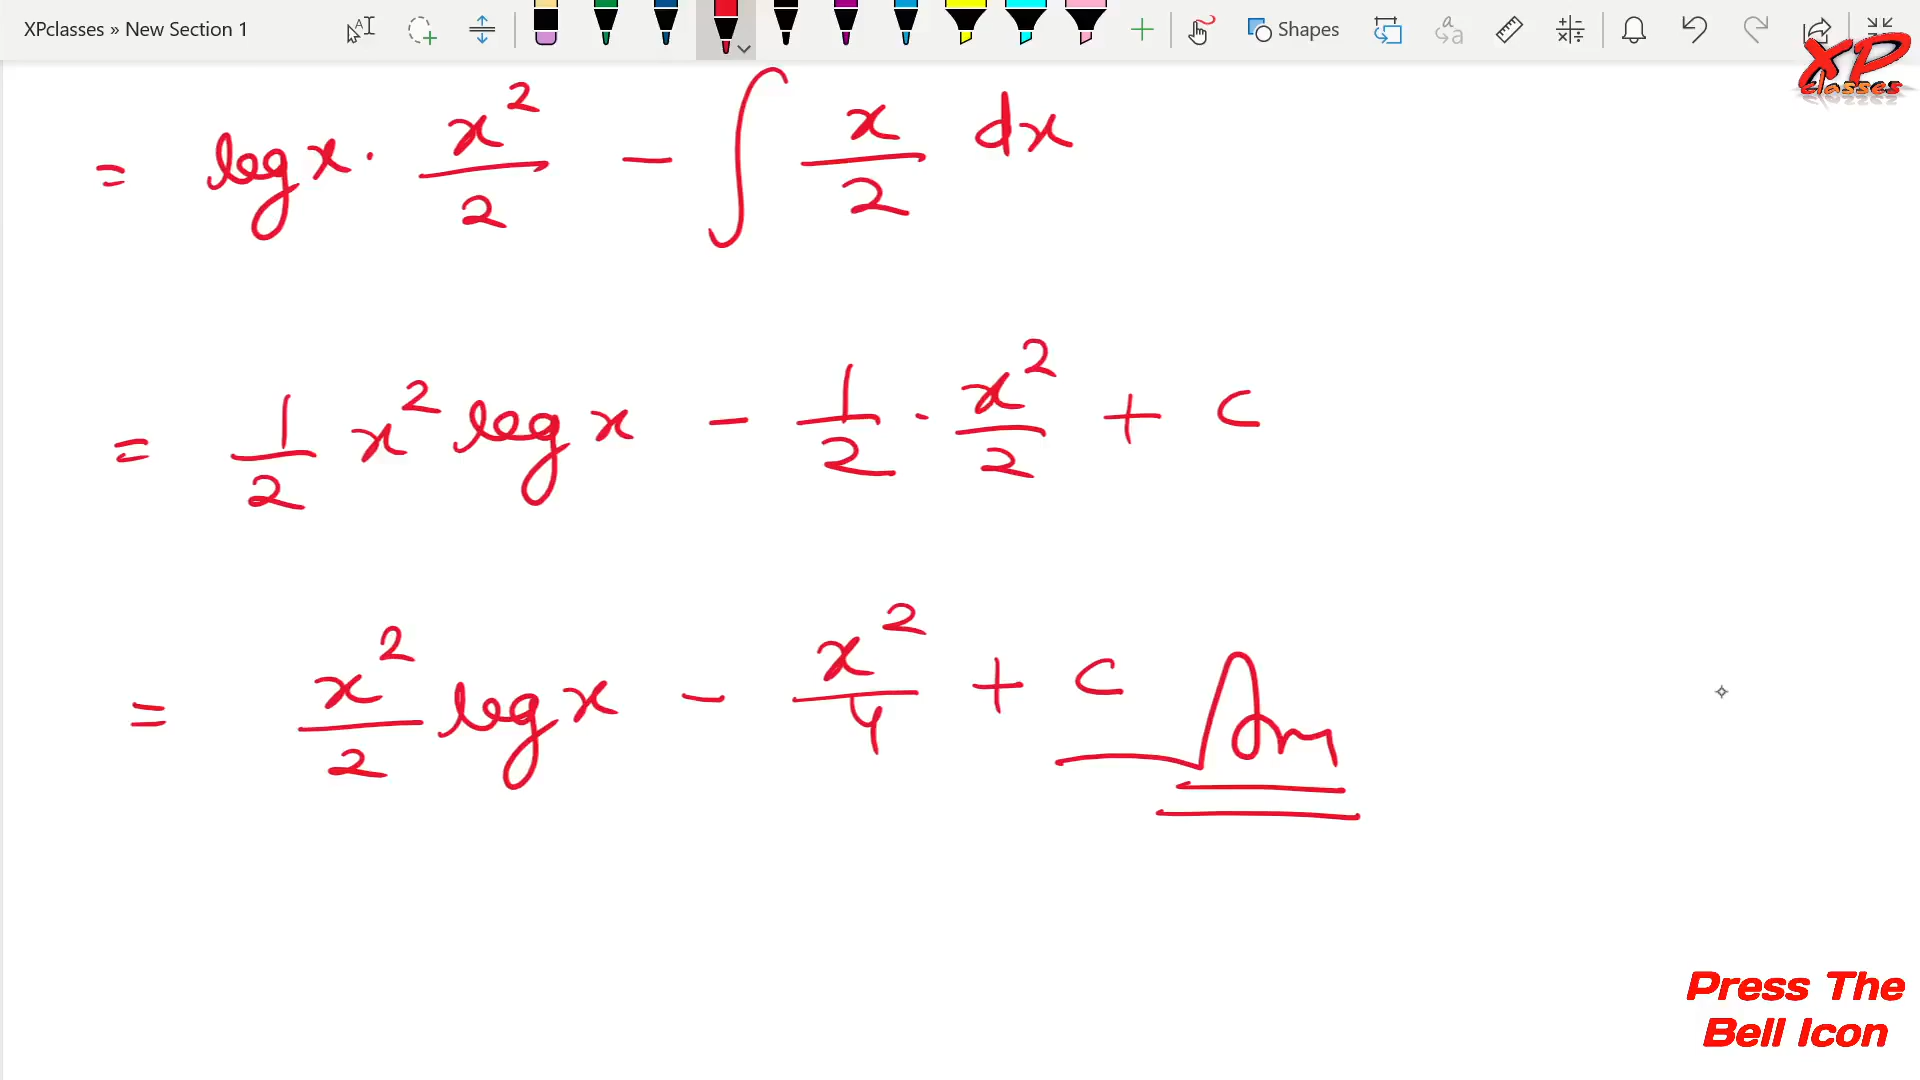 XPclasses » New Section 1
Shapes
XP
classes
= log x · x²/2 - ∫ x/2 dx
= 1/2 x² log x - 1/2 · x²/2 + c
= x²/2 log x - x²/4 + c Ans
Press The
Bell Icon